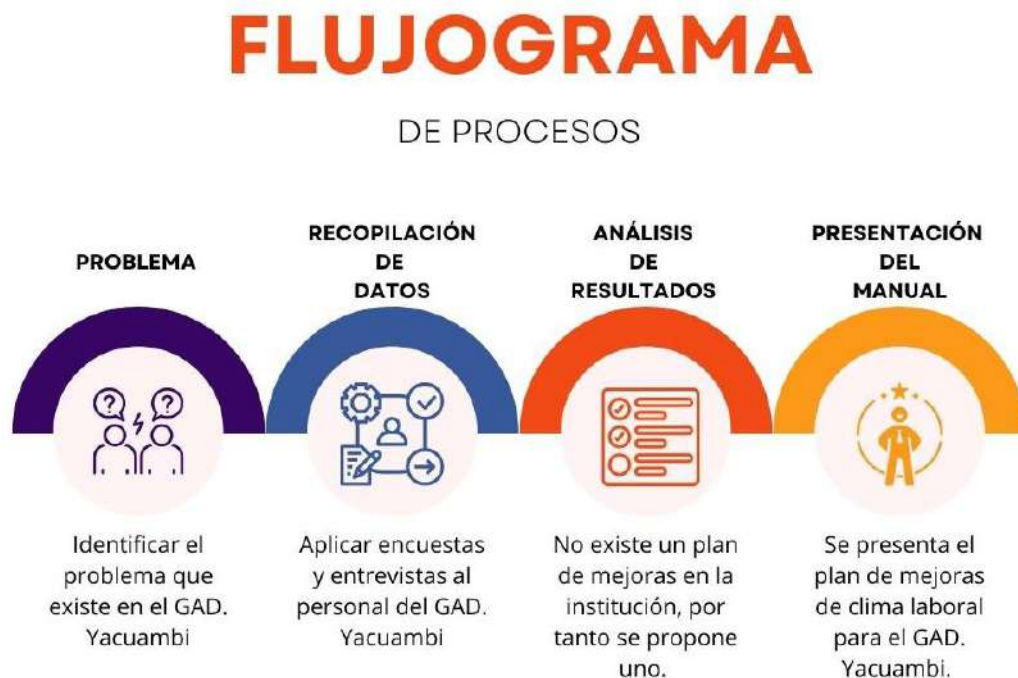 FLUJOGRAMA
DE PROCESOS
PROBLEMA
RECOPILACIÓN
DE
DATOS
ANÁLISIS
DE
RESULTADOS
PRESENTACIÓN
DEL
MANUAL
? ?
Identificar el
problema que
existe en el GAD.
Yacuambi
Aplicar encuestas
y entrevistas al
personal del GAD.
Yacuambi
No existe un plan
de mejoras en la
institución, por
tanto se propone
uno.
Se presenta el
plan de mejoras
de clima laboral
para el GAD.
Yacuambi.